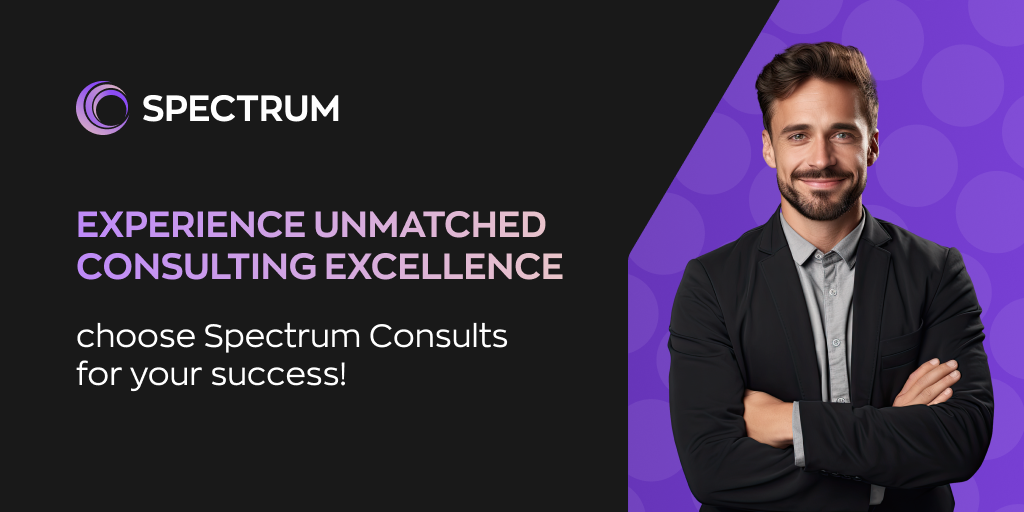 SPECTRUM
EXPERIENCE UNMATCHED
CONSULTING EXCELLENCE
choose Spectrum Consults
for your success!